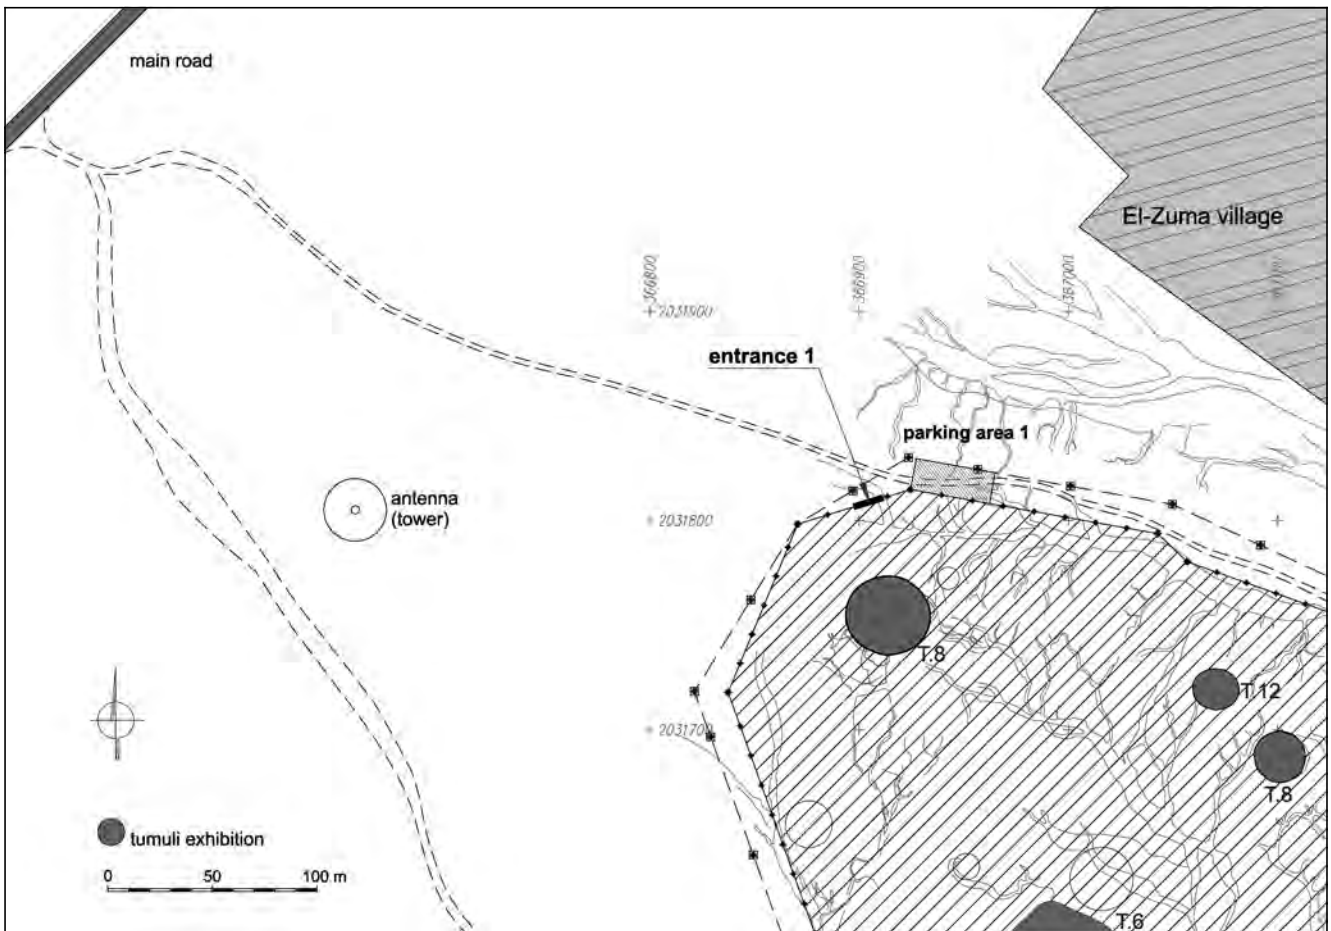 main road
El-Zuma village
366800
366900
367000
2031900
entrance 1
parking area 1
antenna
(tower)
2031800
T.8
T.12
2031700
T.8
tumuli exhibition
0 50 100 m
T.6